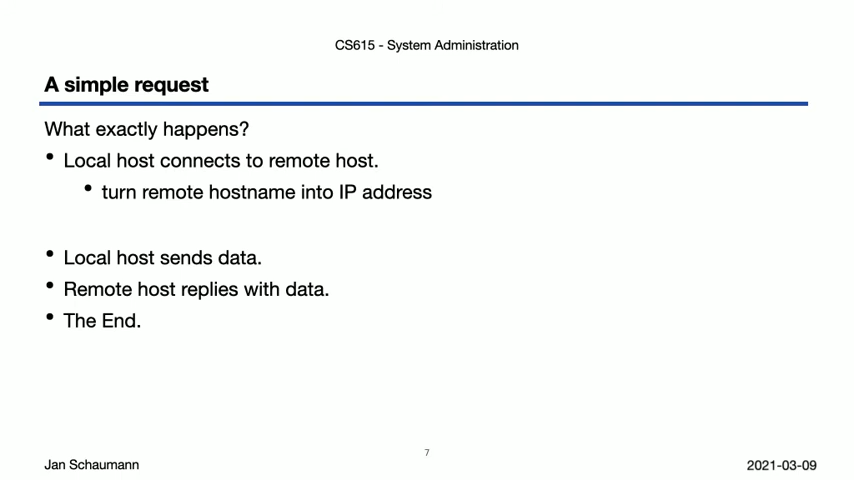 CS615 - System Administration
A simple request
What exactly happens?
• Local host connects to remote host.
• turn remote hostname into IP address
• Local host sends data.
• Remote host replies with data.
• The End.
7
Jan Schaumann
2021-03-09